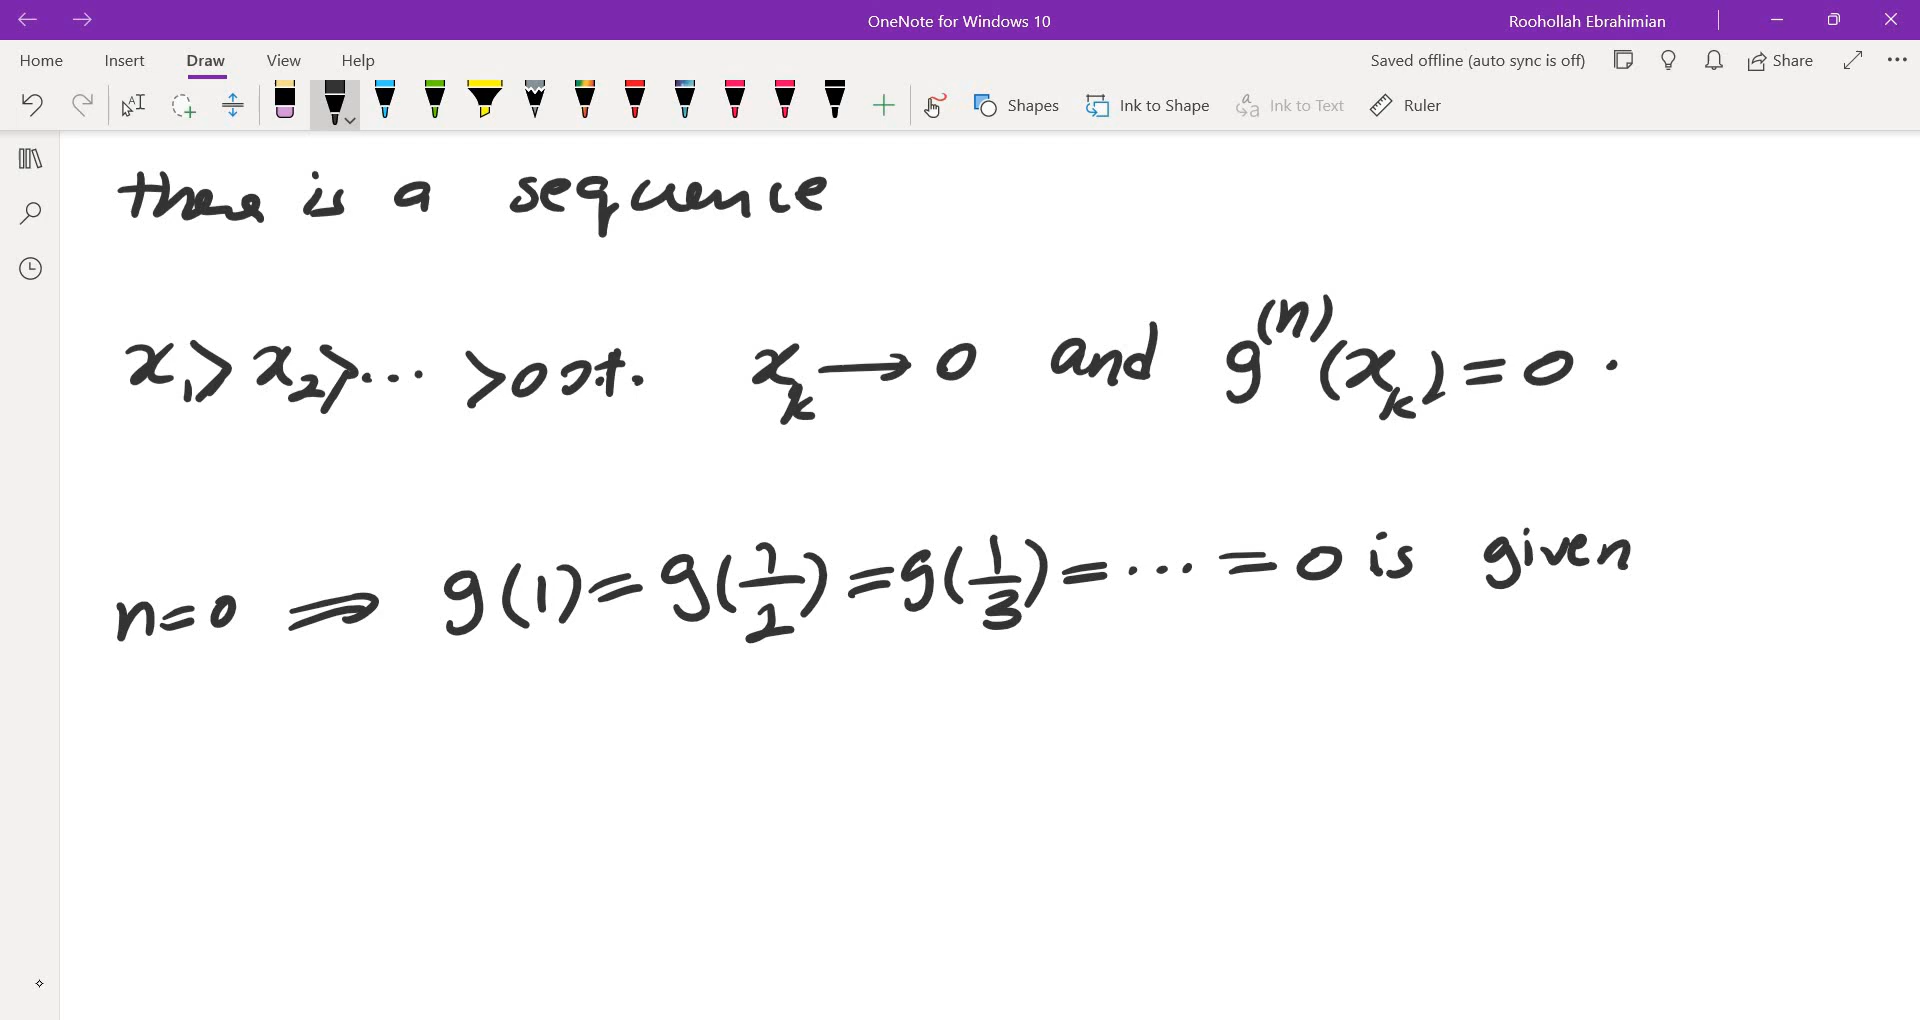 OneNote for Windows 10
Roohollah Ebrahimian
Home Insert Draw View Help
Saved offline (auto sync is off) Share
Shapes Ink to Shape Ink to Text Ruler
there is a sequence
x₁ > x₂ > ... > 0 s.t. xₖ → 0 and g⁽ⁿ⁾(xₖ) = 0 .
n=0 ⟹ g(1) = g(1/2) = g(1/3) = ... = 0 is given